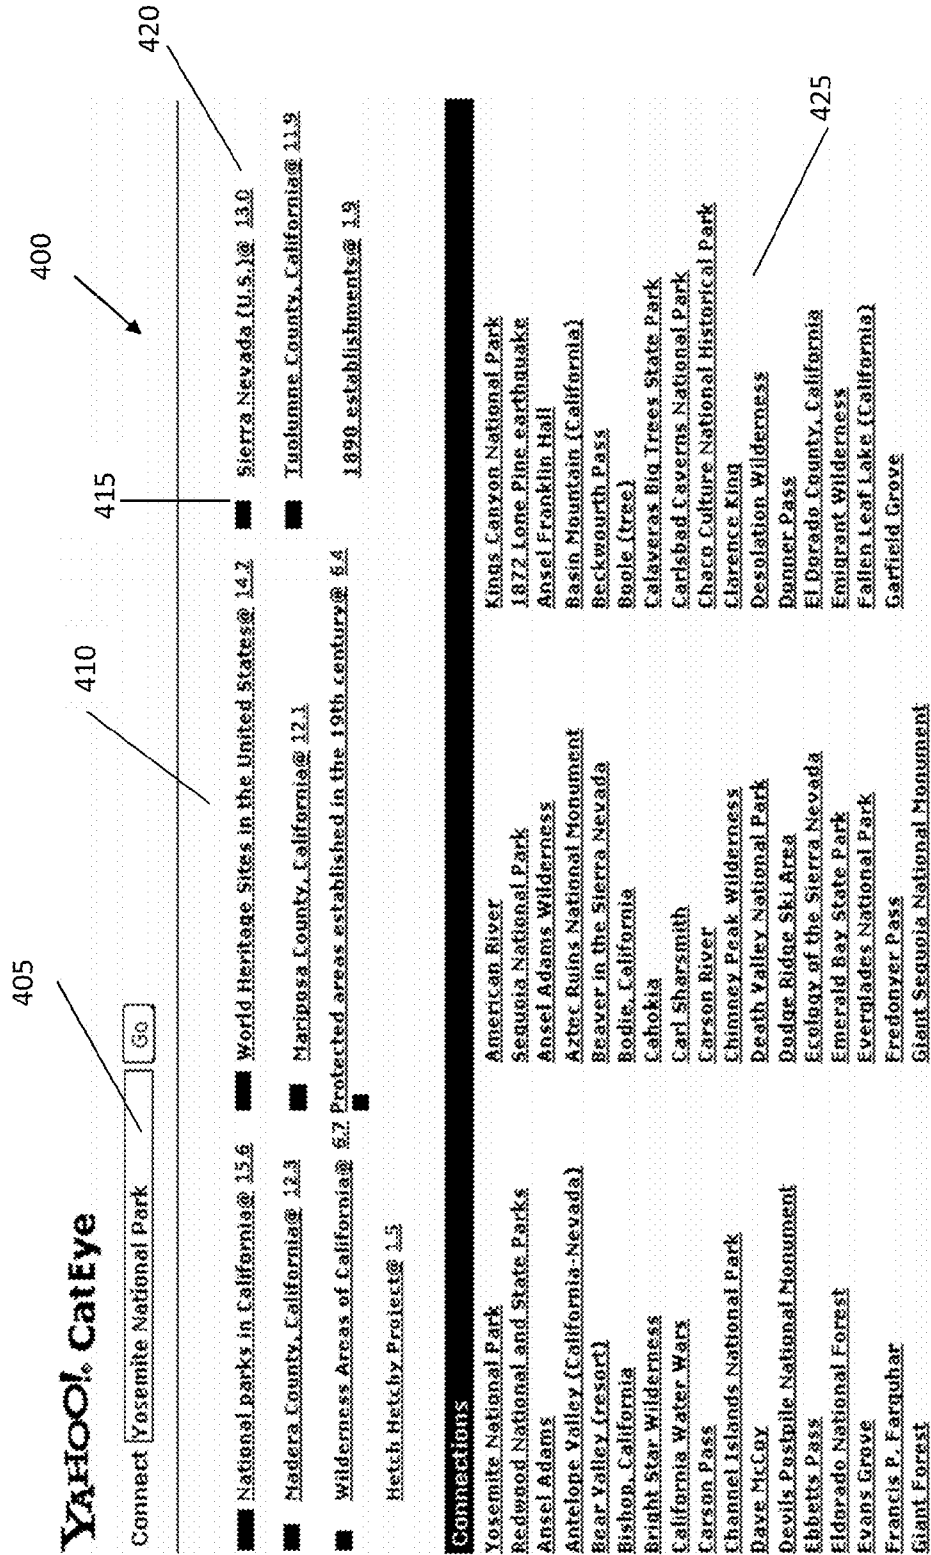 400
405
410
415
420
425
YAHOO! CatEye
Connect Yosemite National Park Go
National parks in California@ 15.6 World Heritage Sites in the United States@ 14.2 Sierra Nevada (U.S.)@ 13.0
Madera County, California@ 12.3 Mariposa County, California@ 12.1 Tuolumne County, California@ 11.9
Wilderness Areas of California@ 6.7 Protected areas established in the 19th century@ 6.4 1890 establishments@ 1.9
Hetch Hetchy Project@ 1.5
Connections
Yosemite National Park American River Kings Canyon National Park
Redwood National and State Parks Sequoia National Park 1872 Lone Pine earthquake
Ansel Adams Ansel Adams Wilderness Ansel Franklin Hall
Antelope Valley (California-Nevada) Aztec Ruins National Monument Basin Mountain (California)
Bear Valley (resort) Beaver in the Sierra Nevada Beckwourth Pass
Bishop, California Bodie, California Boole (tree)
Bright Star Wilderness Cahokia Calaveras Big Trees State Park
California Water Wars Carl Sharsmith Carlsbad Caverns National Park
Carson Pass Carson River Chaco Culture National Historical Park
Channel Islands National Park Chimney Peak Wilderness Clarence King
Dave McCoy Death Valley National Park Desolation Wilderness
Devils Postpile National Monument Dodge Ridge Ski Area Donner Pass
Ebbetts Pass Ecology of the Sierra Nevada El Dorado County, California
Eldorado National Forest Emerald Bay State Park Emigrant Wilderness
Evans Grove Everglades National Park Fallen Leaf Lake (California)
Francis P. Farquhar Fredonyer Pass Garfield Grove
Giant Forest Giant Sequoia National Monument